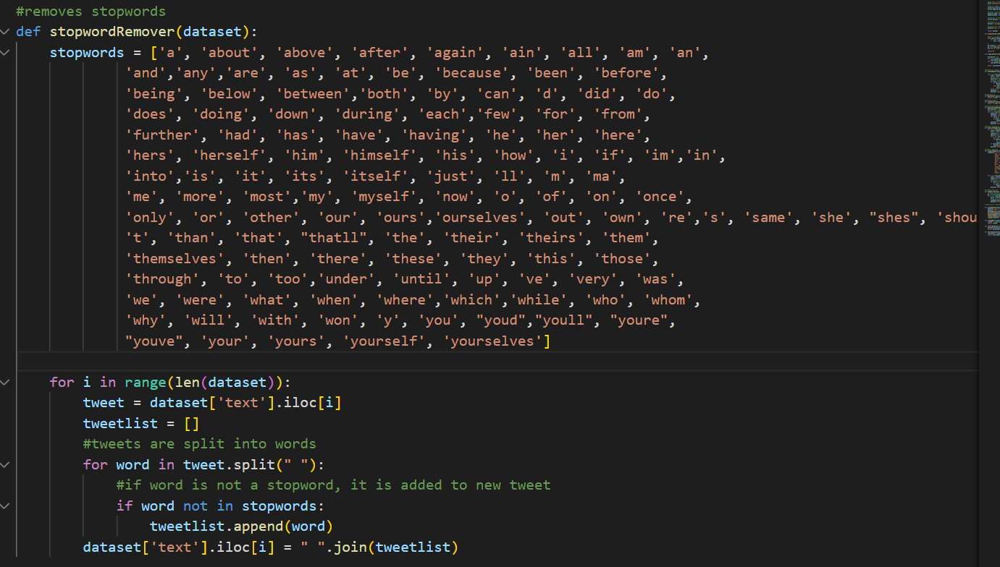 #removes stopwords
def stopwordRemover(dataset):
    stopwords = ['a', 'about', 'above', 'after', 'again', 'ain', 'all', 'am', 'an',
             'and','any','are', 'as', 'at', 'be', 'because', 'been', 'before',
             'being', 'below', 'between','both', 'by', 'can', 'd', 'did', 'do',
             'does', 'doing', 'down', 'during', 'each','few', 'for', 'from',
             'further', 'had', 'has', 'have', 'having', 'he', 'her', 'here',
             'hers', 'herself', 'him', 'himself', 'his', 'how', 'i', 'if', 'im','in',
             'into','is', 'it', 'its', 'itself', 'just', 'll', 'm', 'ma',
             'me', 'more', 'most','my', 'myself', 'now', 'o', 'of', 'on', 'once',
             'only', 'or', 'other', 'our', 'ours','ourselves', 'out', 'own', 're','s', 'same', 'she', "shes", 'shou
             't', 'than', 'that', "thatll", 'the', 'their', 'theirs', 'them',
             'themselves', 'then', 'there', 'these', 'they', 'this', 'those',
             'through', 'to', 'too','under', 'until', 'up', 've', 'very', 'was',
             'we', 'were', 'what', 'when', 'where','which','while', 'who', 'whom',
             'why', 'will', 'with', 'won', 'y', 'you', "youd","youll", "youre",
             "youve", 'your', 'yours', 'yourself', 'yourselves']
    for i in range(len(dataset)):
        tweet = dataset['text'].iloc[i]
        tweetlist = []
        #tweets are split into words
        for word in tweet.split(" "):
            #if word is not a stopword, it is added to new tweet
            if word not in stopwords:
                tweetlist.append(word)
        dataset['text'].iloc[i] = " ".join(tweetlist)